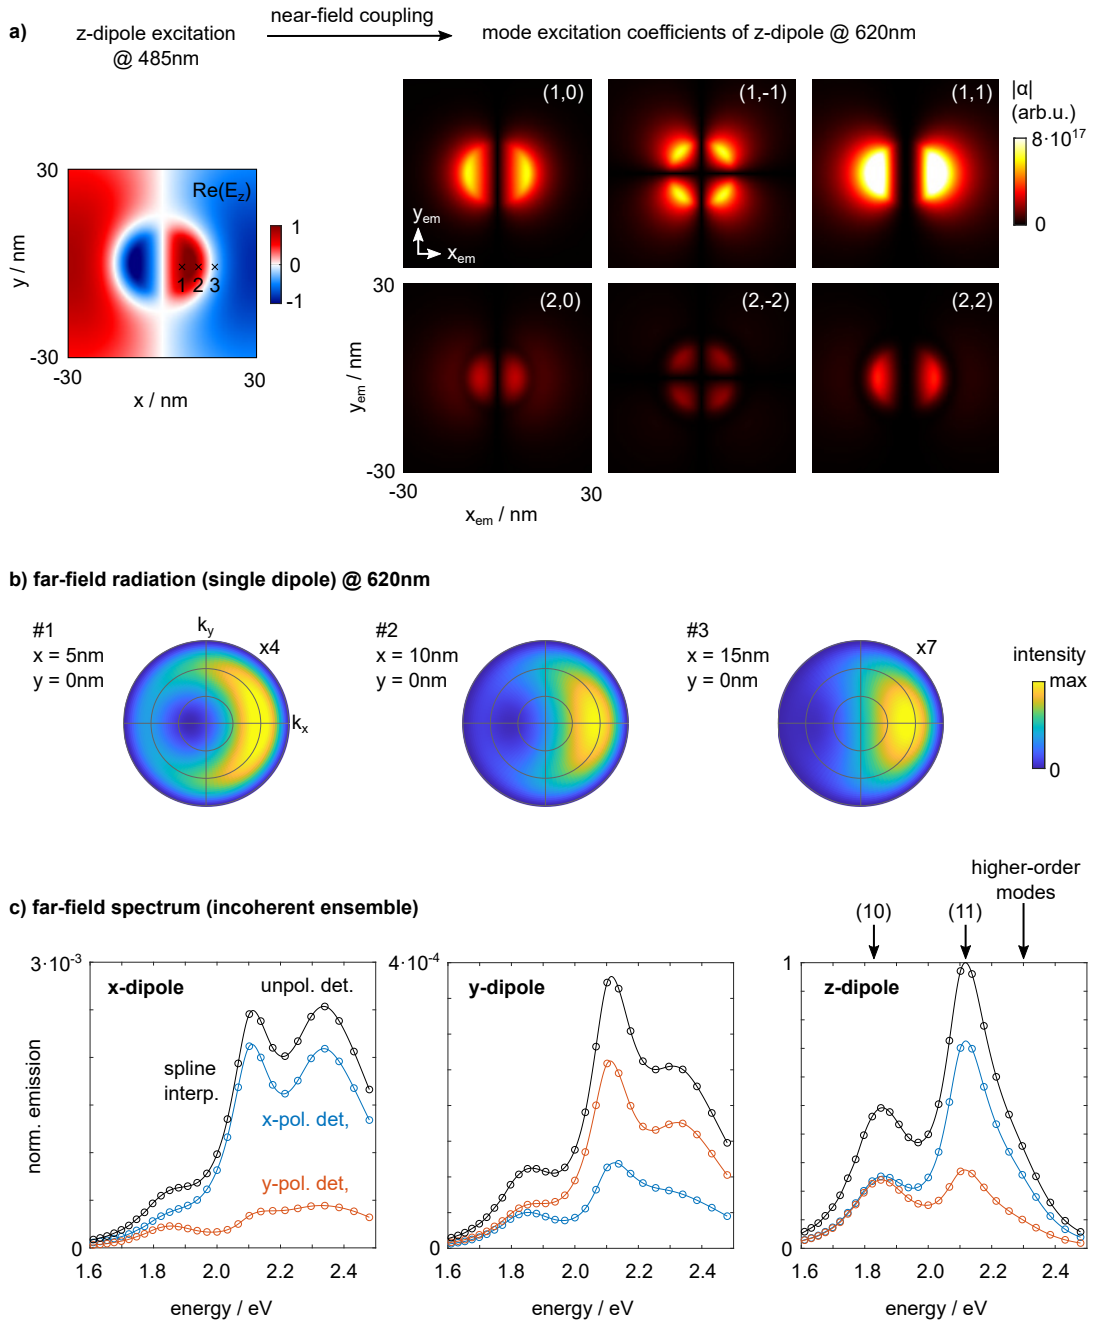 a)
z-dipole excitation
@ 485nm
near-field coupling
mode excitation coefficients of z-dipole @ 620nm
(1,0)
(1,-1)
(1,1)
|α|
(arb.u.)
8·10^17
0
y_em
x_em
30
Re(E_z)
y / nm
1
0
-1
1 2 3
-30
-30
30
x / nm
30
(2,0)
(2,-2)
(2,2)
y_em / nm
-30
-30
30
x_em / nm
b) far-field radiation (single dipole) @ 620nm
#1
x = 5nm
y = 0nm
k_y
x4
k_x
#2
x = 10nm
y = 0nm
#3
x = 15nm
y = 0nm
x7
intensity
max
0
c) far-field spectrum (incoherent ensemble)
higher-order
modes
(10)
(11)
3·10^-3
x-dipole
unpol. det.
spline
interp.
x-pol. det,
y-pol. det,
norm. emission
0
1.6
1.8
2.0
2.2
2.4
energy / eV
4·10^-4
y-dipole
0
1.6
1.8
2.0
2.2
2.4
energy / eV
1
z-dipole
0
1.6
1.8
2.0
2.2
2.4
energy / eV